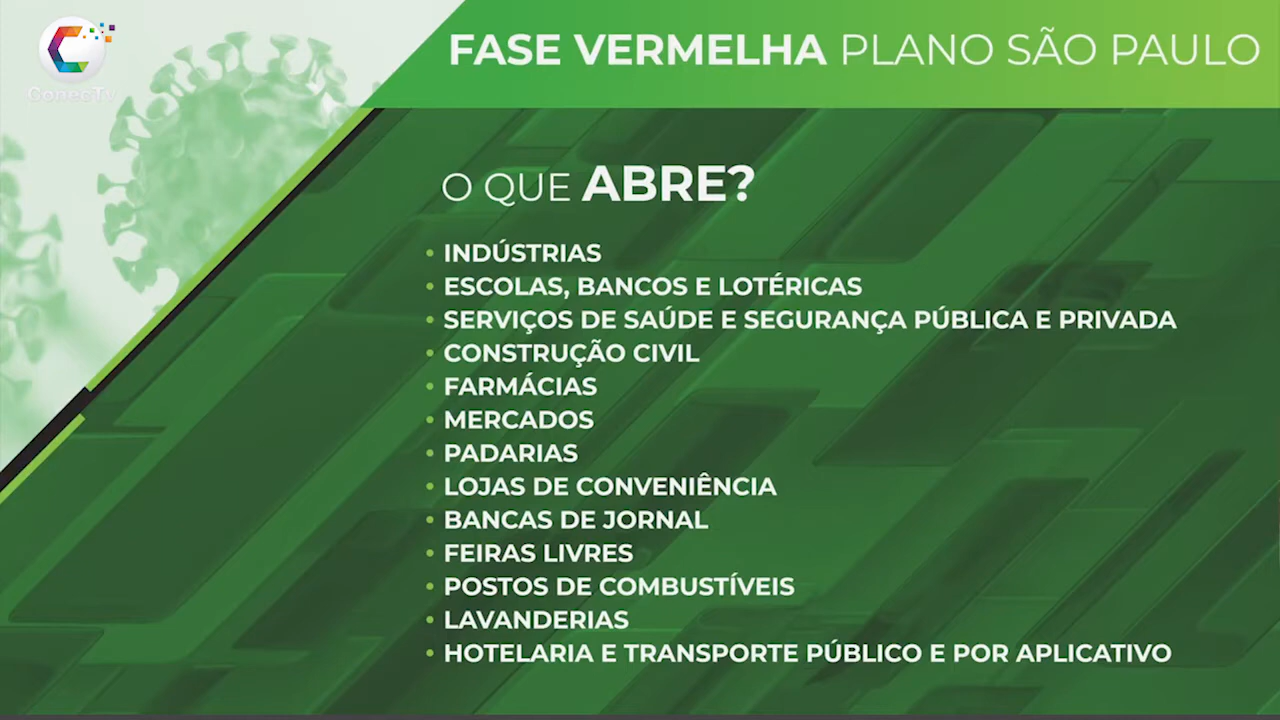 ConecTv
FASE VERMELHA PLANO SÃO PAULO
O QUE ABRE?
• INDÚSTRIAS
• ESCOLAS, BANCOS E LOTÉRICAS
• SERVIÇOS DE SAÚDE E SEGURANÇA PÚBLICA E PRIVADA
• CONSTRUÇÃO CIVIL
• FARMÁCIAS
• MERCADOS
• PADARIAS
• LOJAS DE CONVENIÊNCIA
• BANCAS DE JORNAL
• FEIRAS LIVRES
• POSTOS DE COMBUSTÍVEIS
• LAVANDERIAS
• HOTELARIA E TRANSPORTE PÚBLICO E POR APLICATIVO